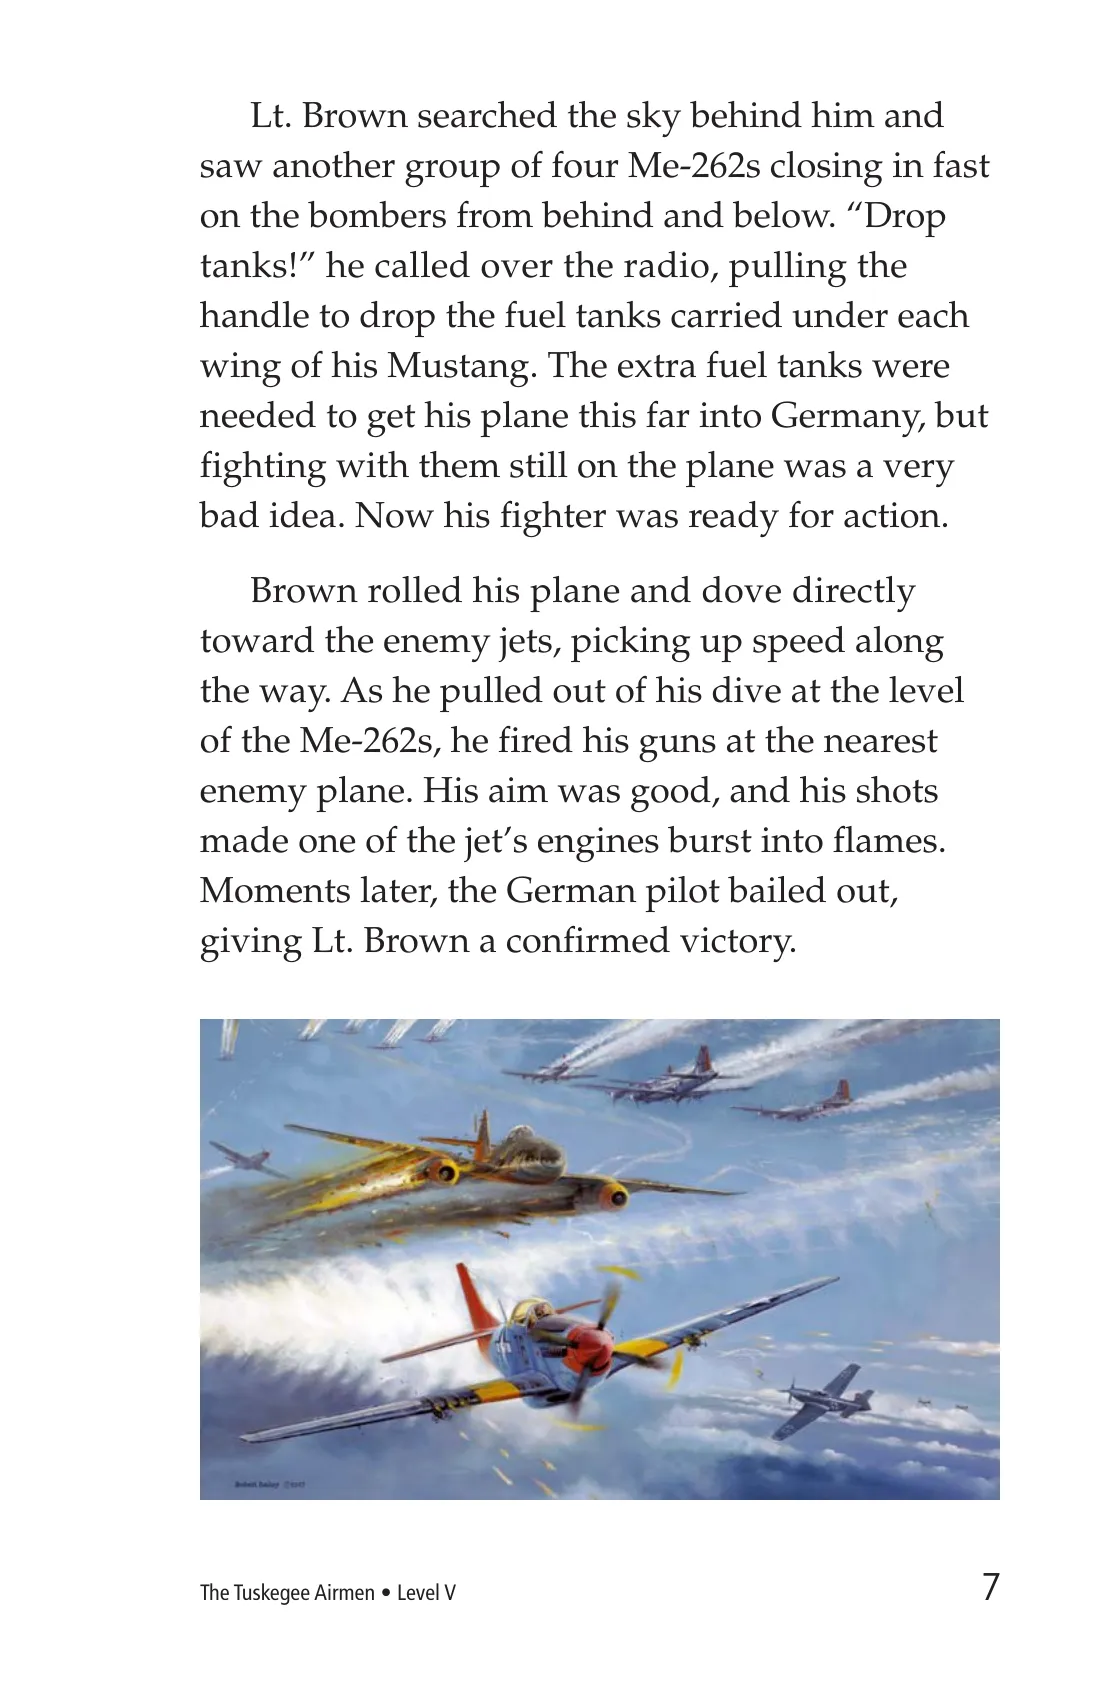 Lt. Brown searched the sky behind him and
saw another group of four Me-262s closing in fast
on the bombers from behind and below. “Drop
tanks!” he called over the radio, pulling the
handle to drop the fuel tanks carried under each
wing of his Mustang. The extra fuel tanks were
needed to get his plane this far into Germany, but
fighting with them still on the plane was a very
bad idea. Now his fighter was ready for action.
Brown rolled his plane and dove directly
toward the enemy jets, picking up speed along
the way. As he pulled out of his dive at the level
of the Me-262s, he fired his guns at the nearest
enemy plane. His aim was good, and his shots
made one of the jet’s engines burst into flames.
Moments later, the German pilot bailed out,
giving Lt. Brown a confirmed victory.
Robert Bailey
The Tuskegee Airmen • Level V
7